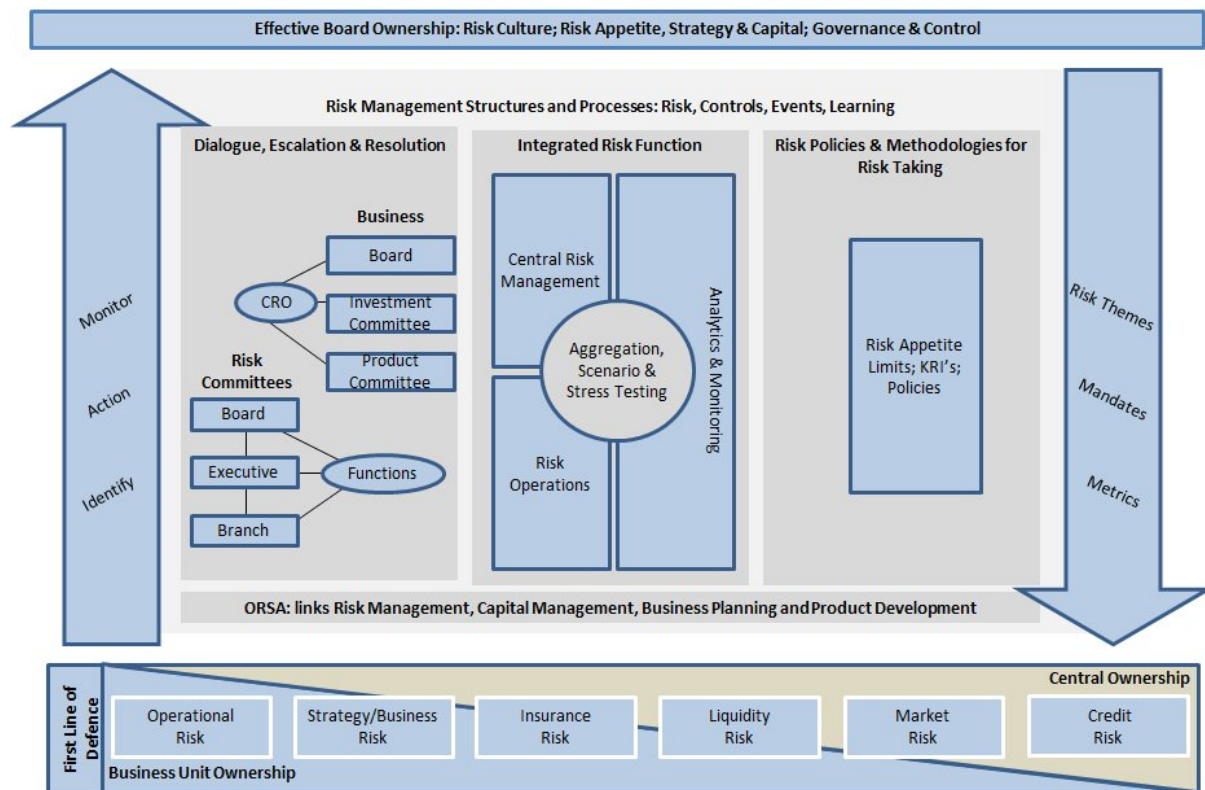 Effective Board Ownership: Risk Culture; Risk Appetite, Strategy & Capital; Governance & Control
Risk Management Structures and Processes: Risk, Controls, Events, Learning
Monitor
Action
Identify
Dialogue, Escalation & Resolution
Business
Board
CRO
Investment
Committee
Product
Committee
Risk
Committees
Board
Executive
Functions
Branch
Integrated Risk Function
Central Risk
Management
Analytics & Monitoring
Aggregation,
Scenario &
Stress Testing
Risk
Operations
Risk Policies & Methodologies for
Risk Taking
Risk Appetite
Limits; KRI's;
Policies
Risk Themes
Mandates
Metrics
ORSA: links Risk Management, Capital Management, Business Planning and Product Development
First Line of
Defence
Central Ownership
Operational
Risk
Strategy/Business
Risk
Insurance
Risk
Liquidity
Risk
Market
Risk
Credit
Risk
Business Unit Ownership